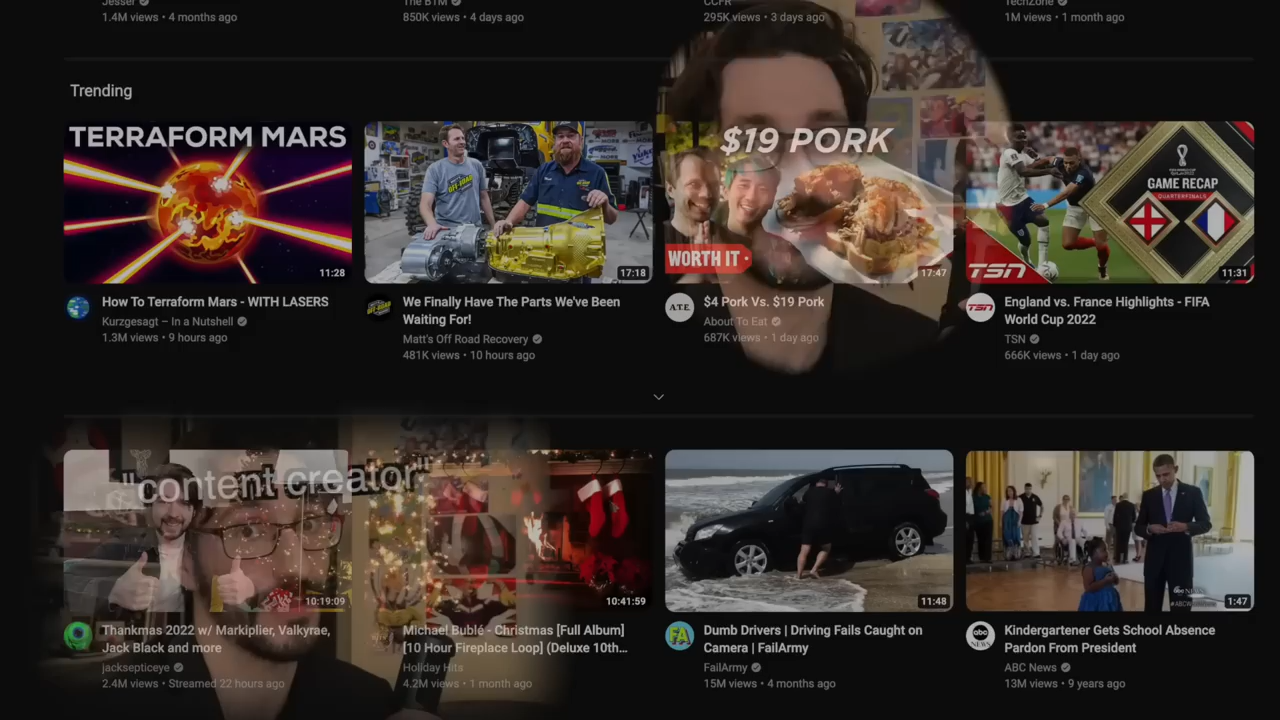 Jesser
1.4M views • 4 months ago
The BTM
850K views • 4 days ago
CCFR
295K views • 3 days ago
TechZone
1M views • 1 month ago
Trending
TERRAFORM MARS
11:28
How To Terraform Mars - WITH LASERS
Kurzgesagt – In a Nutshell
1.3M views • 9 hours ago
17:18
We Finally Have The Parts We've Been
Waiting For!
Matt's Off Road Recovery
481K views • 10 hours ago
$19 PORK
WORTH IT
17:47
A.T.E
$4 Pork Vs. $19 Pork
About To Eat
687K views • 1 day ago
GAME RECAP
QUARTERFINALS
TSN
11:31
TSN
England vs. France Highlights - FIFA
World Cup 2022
TSN
666K views • 1 day ago
"content creator"
10:19:09
Thankmas 2022 w/ Markiplier, Valkyrae,
Jack Black and more
jacksepticeye
2.4M views • Streamed 22 hours ago
10:41:59
Michael Bublé - Christmas [Full Album]
[10 Hour Fireplace Loop] (Deluxe 10th...
Holiday Hits
4.2M views • 1 month ago
11:48
FA
Dumb Drivers | Driving Fails Caught on
Camera | FailArmy
FailArmy
15M views • 4 months ago
1:47
abc
NEWS
Kindergartener Gets School Absence
Pardon From President
ABC News
13M views • 9 years ago